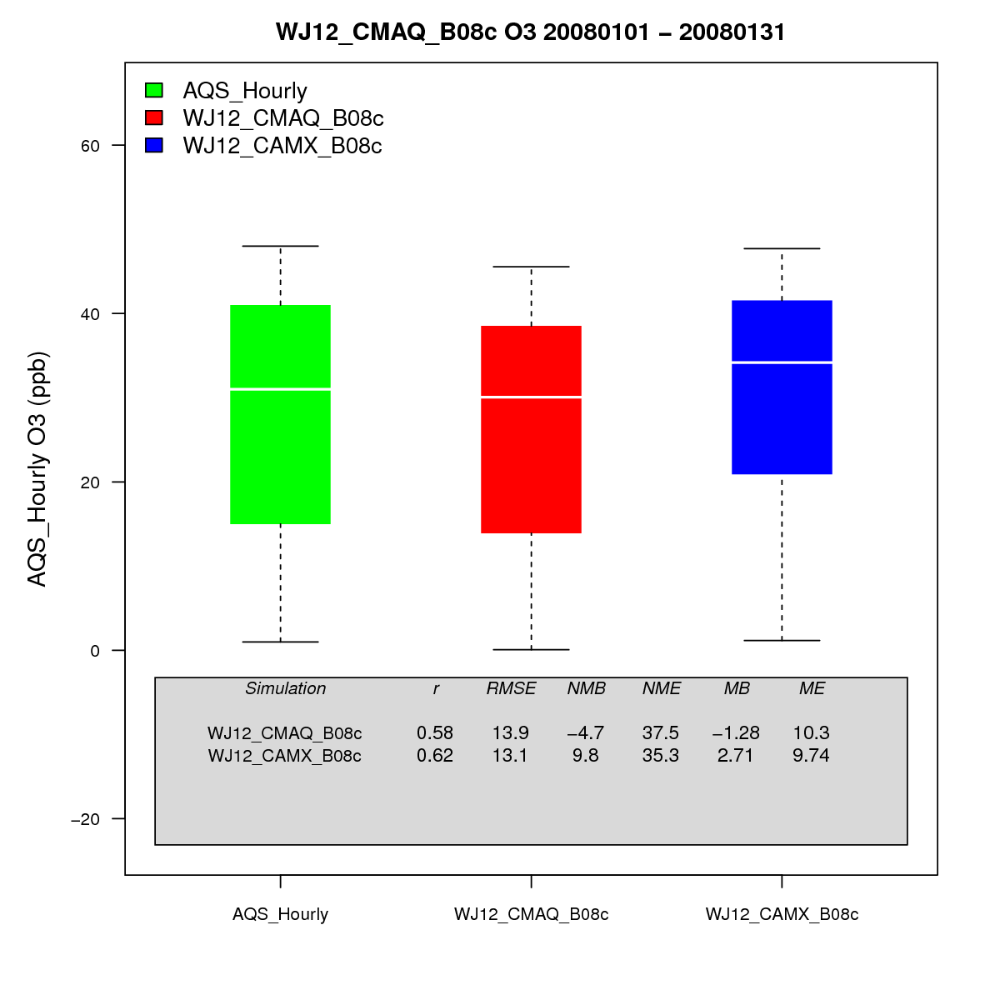 WJ12_CMAQ_B08c O3 20080101 − 20080131
AQS_Hourly
WJ12_CMAQ_B08c
WJ12_CAMX_B08c
60
40
20
0
−20
AQS_Hourly O3 (ppb)
Simulation r RMSE NMB NME MB ME
WJ12_CMAQ_B08c 0.58 13.9 −4.7 37.5 −1.28 10.3
WJ12_CAMX_B08c 0.62 13.1 9.8 35.3 2.71 9.74
AQS_Hourly WJ12_CMAQ_B08c WJ12_CAMX_B08c